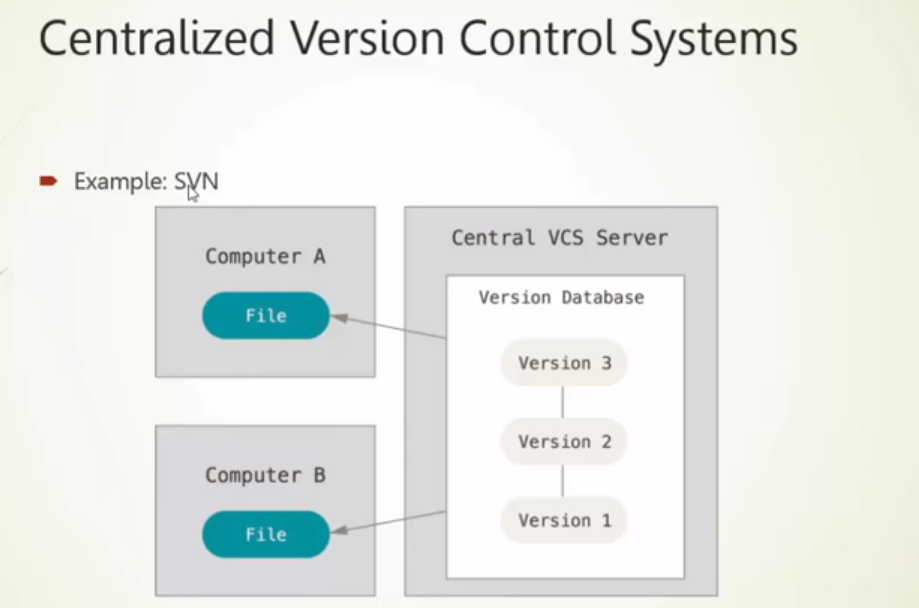 Centralized Version Control Systems
Example: SVN
Computer A
File
Computer B
File
Central VCS Server
Version Database
Version 3
Version 2
Version 1